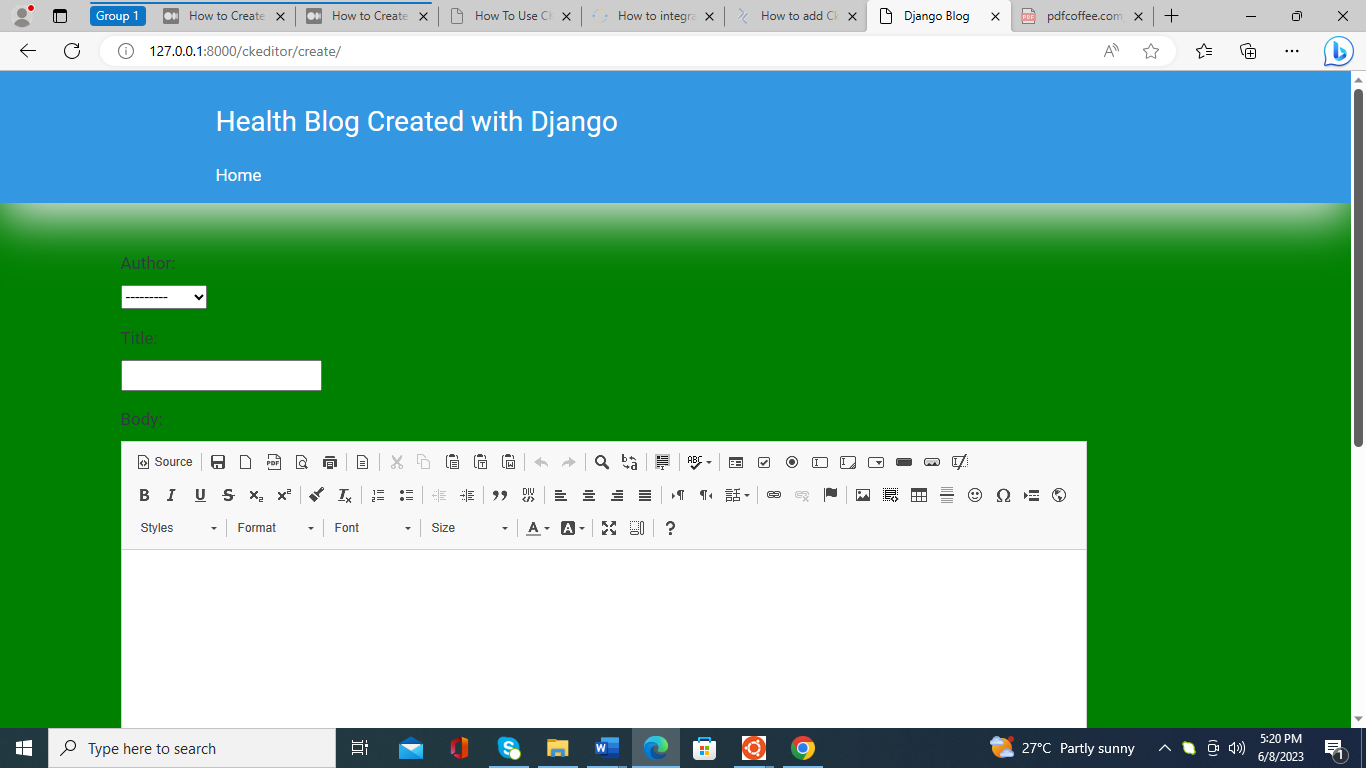 Group 1 How to Create How to Create How To Use C How to integra How to add Ck Django Blog pdfcoffee.com
127.0.0.1:8000/ckeditor/create/
Health Blog Created with Django
Home
Author:
---------
Title:
Body:
Source
Styles Format Font Size
Type here to search
27°C Partly sunny
5:20 PM
6/8/2023
1